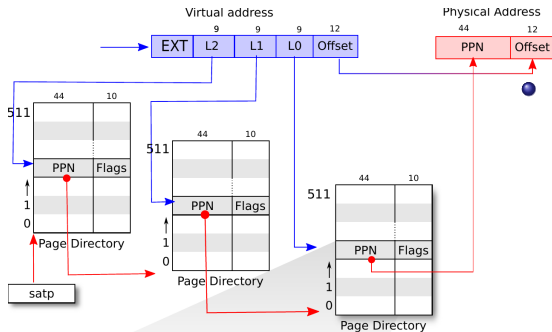 Virtual address
Physical Address
9 9 9 12
EXT L2 L1 L0 Offset
44 12
PPN Offset
44 10
511
PPN Flags
1
0
Page Directory
satp
44 10
511
PPN Flags
1
0
Page Directory
44 10
511
PPN Flags
1
0
Page Directory